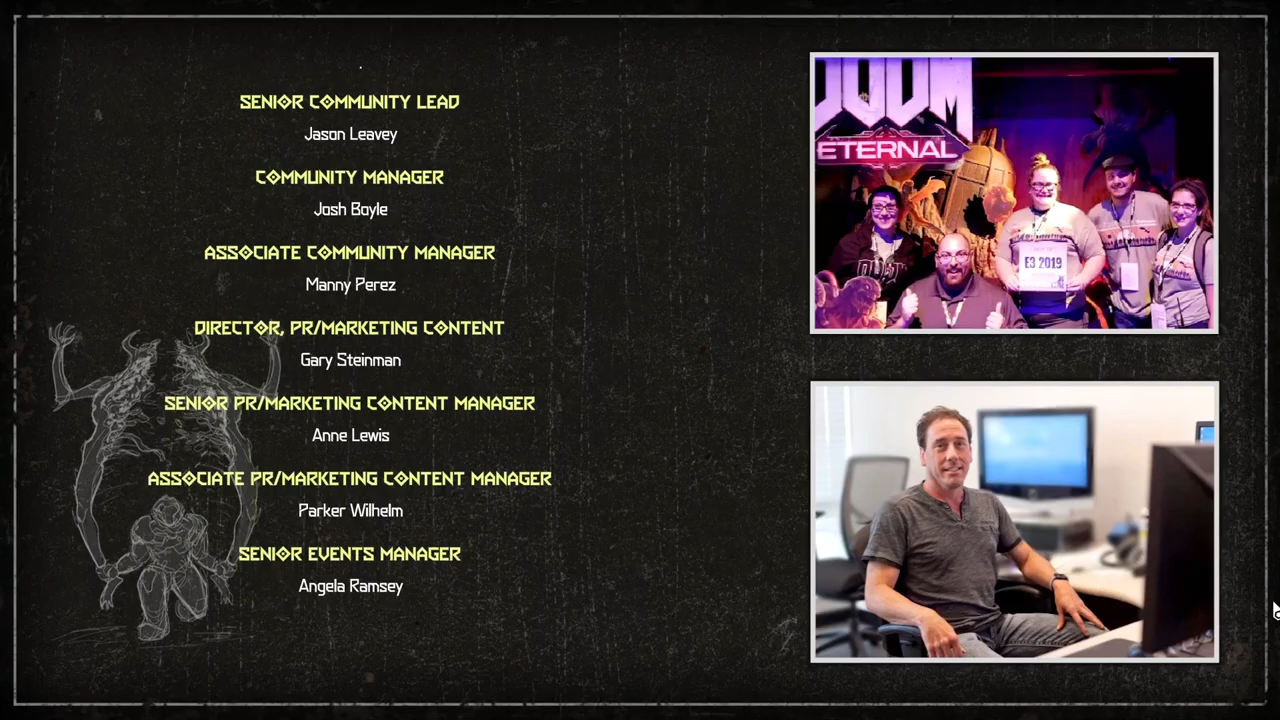 SENIOR COMMUNITY LEAD
Jason Leavey
COMMUNITY MANAGER
Josh Boyle
ASSOCIATE COMMUNITY MANAGER
Manny Perez
DIRECTOR, PR/MARKETING CONTENT
Gary Steinman
SENIOR PR/MARKETING CONTENT MANAGER
Anne Lewis
ASSOCIATE PR/MARKETING CONTENT MANAGER
Parker Wilhelm
SENIOR EVENTS MANAGER
Angela Ramsey
DOOM
ETERNAL
E3 2019